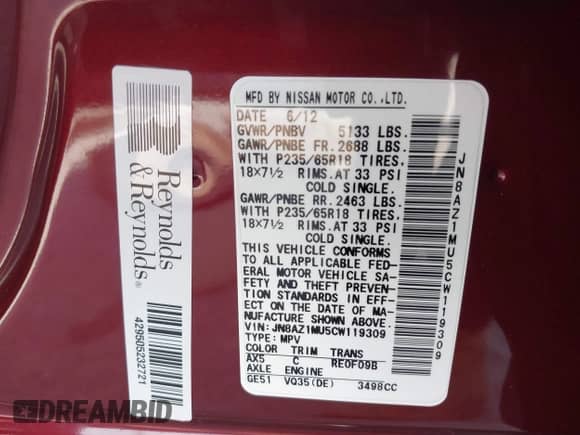 MFD BY NISSAN MOTOR CO.,LTD.
DATE 6/12
GVWR/PNBV 5133 LBS.
GAWR/PNBE FR.2688 LBS.
WITH P235/65R18 TIRES.
18×7½ RIMS.AT 33 PSI
COLD SINGLE.
GAWR/PNBE RR.2463 LBS.
WITH P235/65R18 TIRES.
18×7½ RIMS.AT 33 PSI
COLD SINGLE.
THIS VEHICLE CONFORMS
TO ALL APPLICABLE FED-
ERAL MOTOR VEHICLE SA-
FETY AND THEFT PREVEN-
TION STANDARDS IN EFF-
ECT ON THE DATE OF MA-
NUFACTURE SHOWN ABOVE.
VIN: JN8AZ1MU5CW119309
TYPE: MPV
COLOR TRIM TRANS
AX5 C RE0F09B
AXLE ENGINE
GE51 VQ35(DE) 3498CC
JN8AZ1MU5CW119309
Reynolds
& Reynolds®
429505232721
DREAMBID